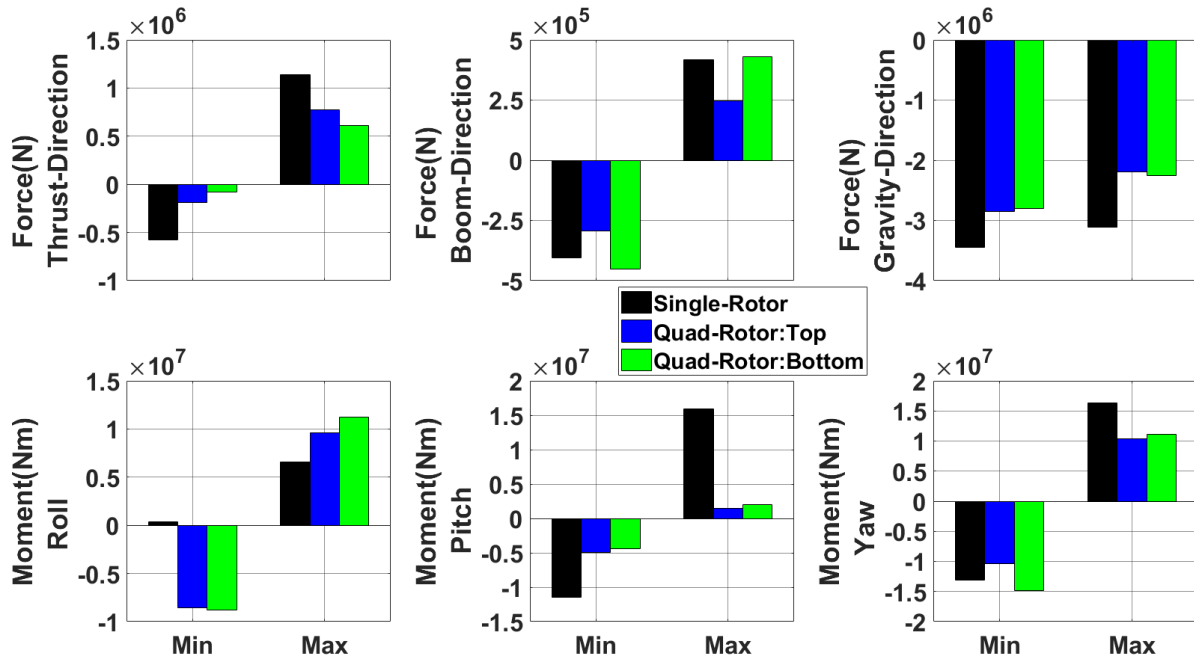 ×10^6
1.5
1
0.5
0
-0.5
-1
Force(N)
Thrust-Direction
×10^5
5
2.5
0
-2.5
-5
Force(N)
Boom-Direction
×10^6
0
-1
-2
-3
-4
Force(N)
Gravity-Direction
Single-Rotor
Quad-Rotor:Top
Quad-Rotor:Bottom
×10^7
1.5
1
0.5
0
-0.5
-1
Moment(Nm)
Roll
Min Max
×10^7
2
1.5
1
0.5
0
-0.5
-1
-1.5
Moment(Nm)
Pitch
Min Max
×10^7
2
1.5
1
0.5
0
-0.5
-1
-1.5
-2
Moment(Nm)
Yaw
Min Max